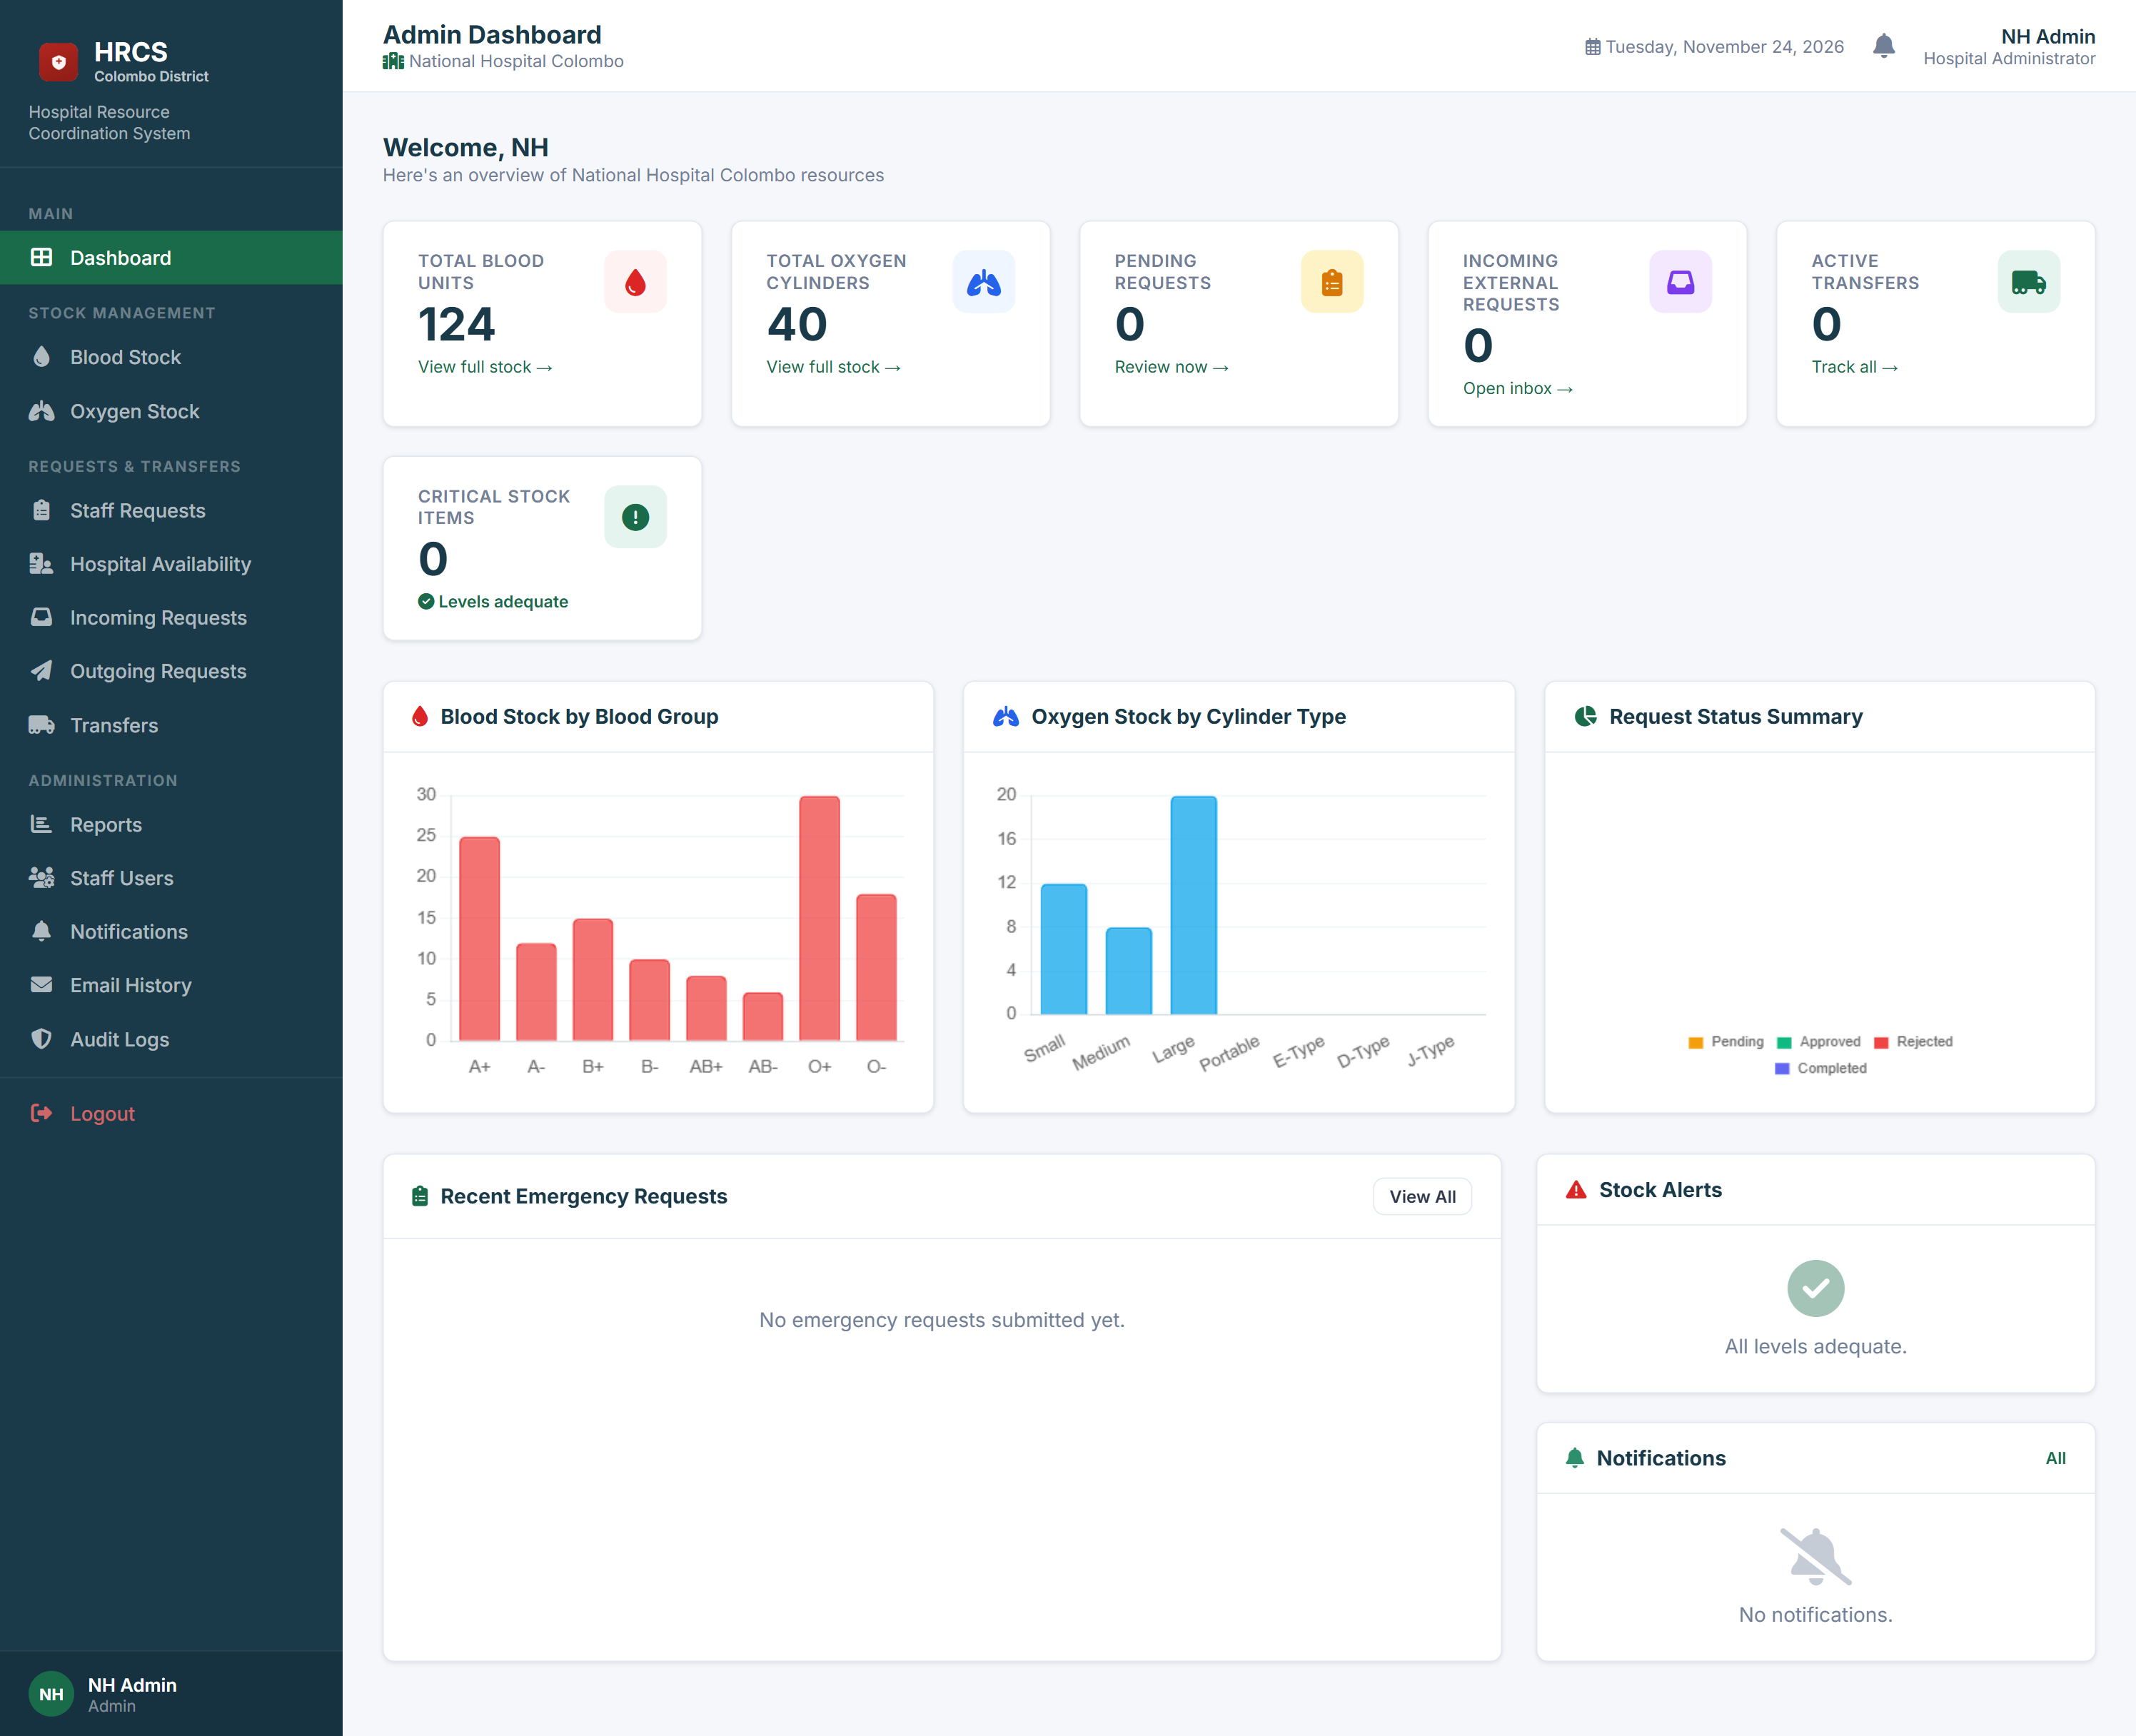 HRCS
Colombo District
Hospital Resource
Coordination System
MAIN
Dashboard
STOCK MANAGEMENT
Blood Stock
Oxygen Stock
REQUESTS & TRANSFERS
Staff Requests
Hospital Availability
Incoming Requests
Outgoing Requests
Transfers
ADMINISTRATION
Reports
Staff Users
Notifications
Email History
Audit Logs
Logout
NH
NH Admin
Admin
Admin Dashboard
National Hospital Colombo
Tuesday, November 24, 2026
NH Admin
Hospital Administrator
Welcome, NH
Here's an overview of National Hospital Colombo resources
TOTAL BLOOD
UNITS
124
View full stock →
TOTAL OXYGEN
CYLINDERS
40
View full stock →
PENDING
REQUESTS
0
Review now →
INCOMING
EXTERNAL
REQUESTS
0
Open inbox →
ACTIVE
TRANSFERS
0
Track all →
CRITICAL STOCK
ITEMS
0
Levels adequate
Blood Stock by Blood Group
30
25
20
15
10
5
0
A+ A- B+ B- AB+ AB- O+ O-
Oxygen Stock by Cylinder Type
20
16
12
8
4
0
Small Medium Large Portable E-Type D-Type J-Type
Request Status Summary
Pending Approved Rejected
Completed
Recent Emergency Requests
View All
No emergency requests submitted yet.
Stock Alerts
All levels adequate.
Notifications
All
No notifications.